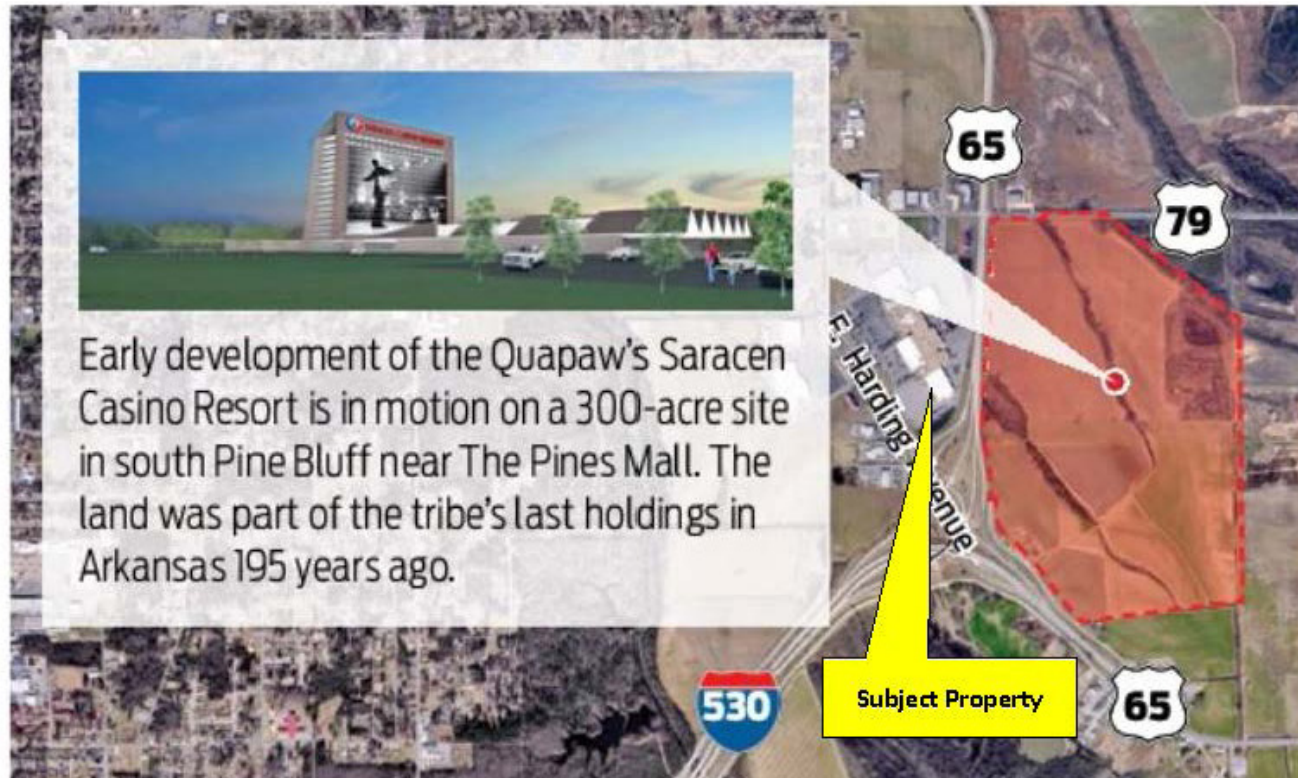 65
79
Early development of the Quapaw's Saracen
Casino Resort is in motion on a 300-acre site
in south Pine Bluff near The Pines Mall. The
land was part of the tribe's last holdings in
Arkansas 195 years ago.
E. Harding Avenue
Subject Property
530
65